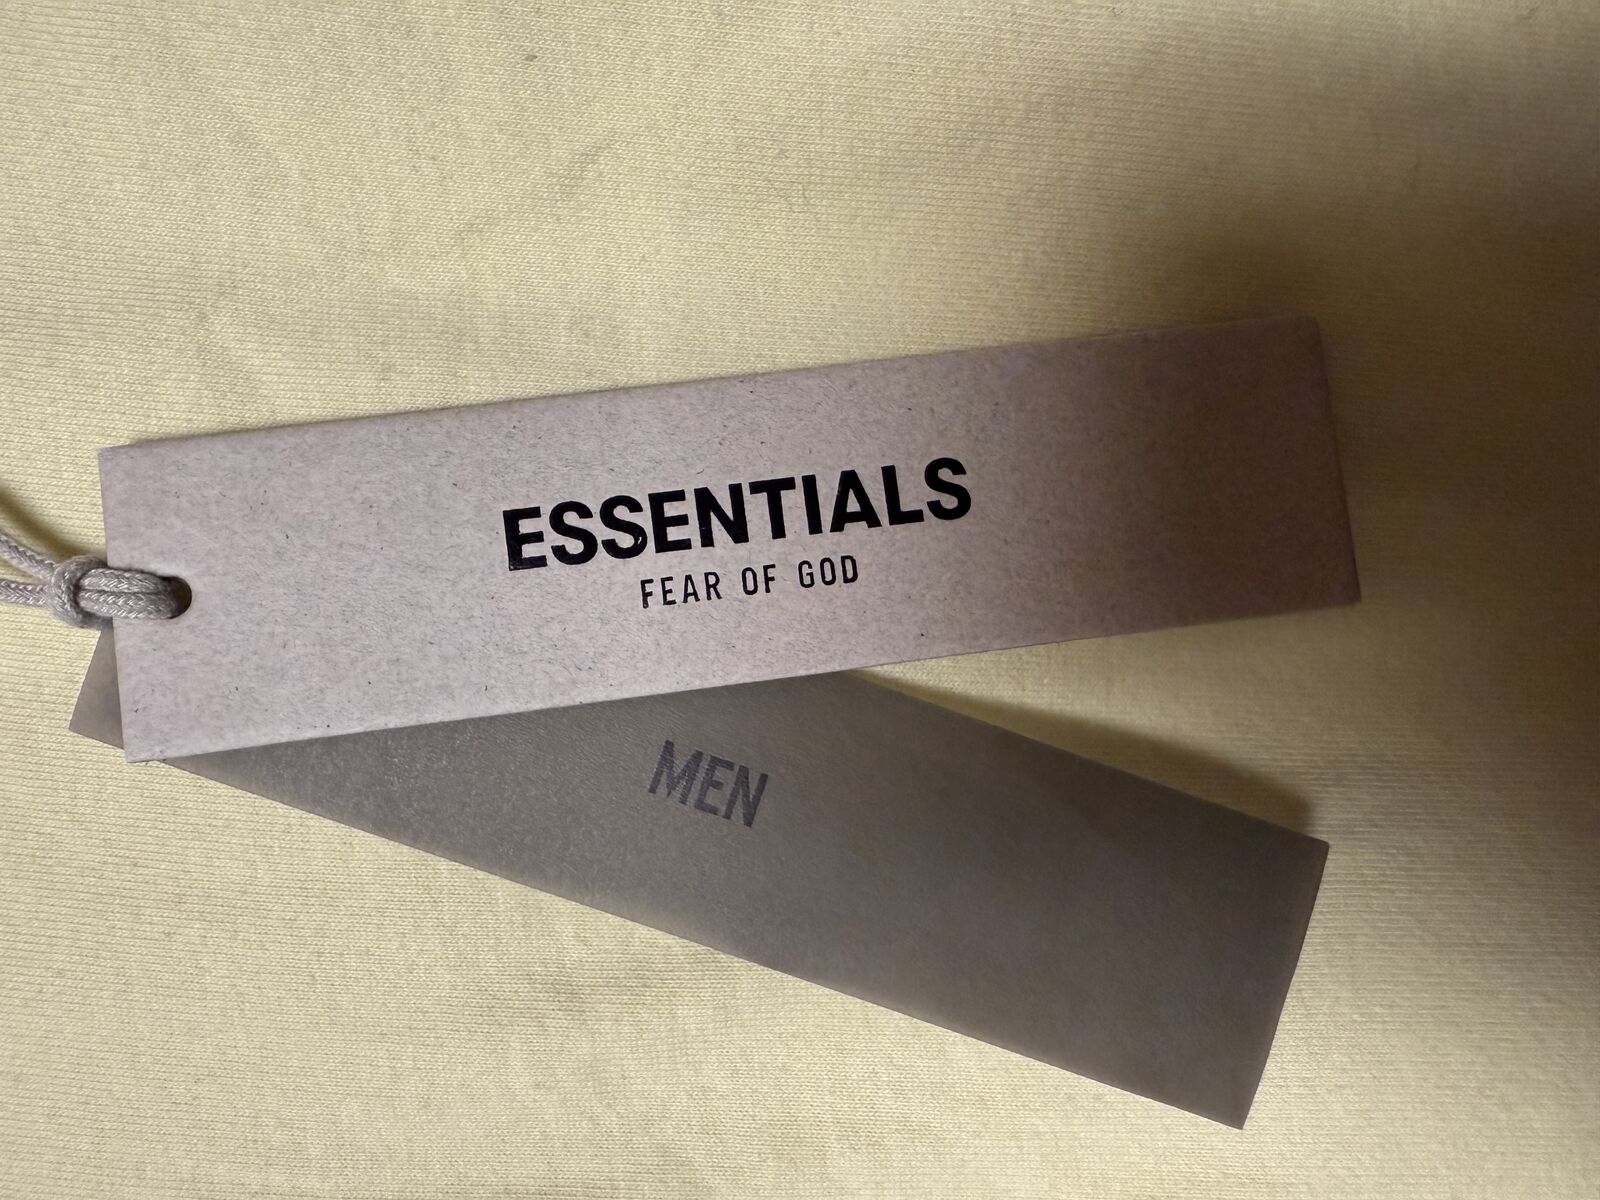 ESSENTIALS
FEAR OF GOD
MEN